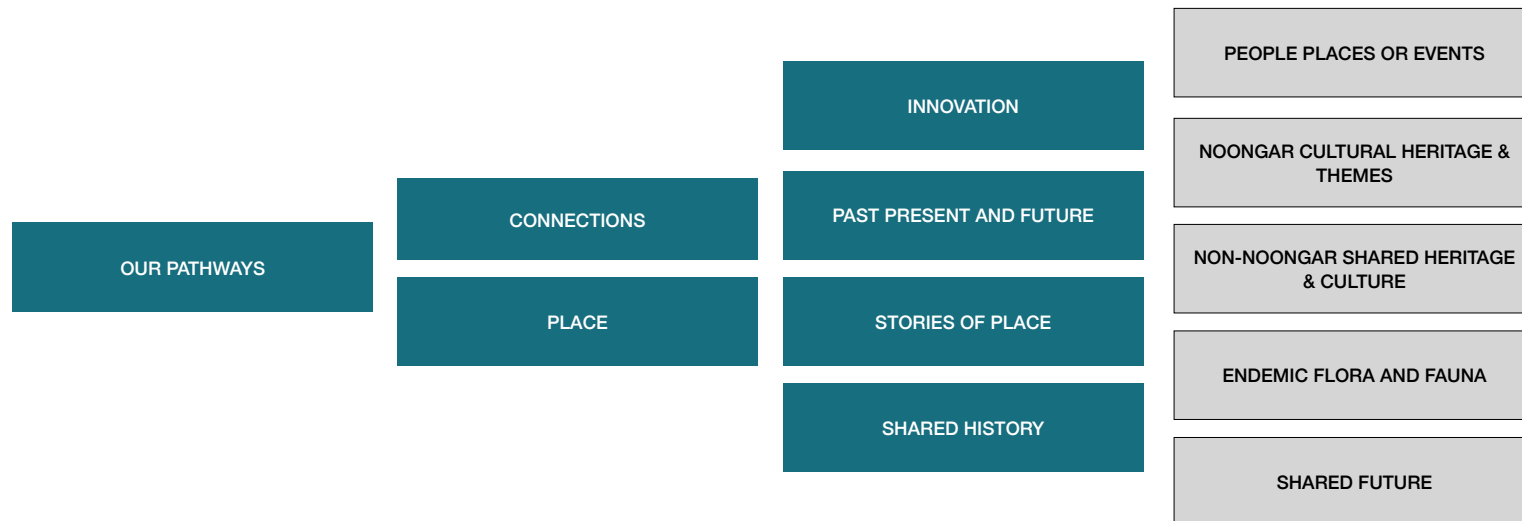 OUR PATHWAYS
CONNECTIONS
PLACE
INNOVATION
PAST PRESENT AND FUTURE
STORIES OF PLACE
SHARED HISTORY
PEOPLE PLACES OR EVENTS
NOONGAR CULTURAL HERITAGE &
THEMES
NON-NOONGAR SHARED HERITAGE
& CULTURE
ENDEMIC FLORA AND FAUNA
SHARED FUTURE